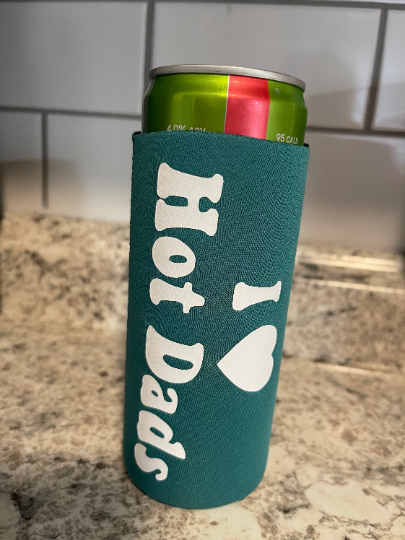 4.0% ABV
95 CALS
I ♥
Hot Dads